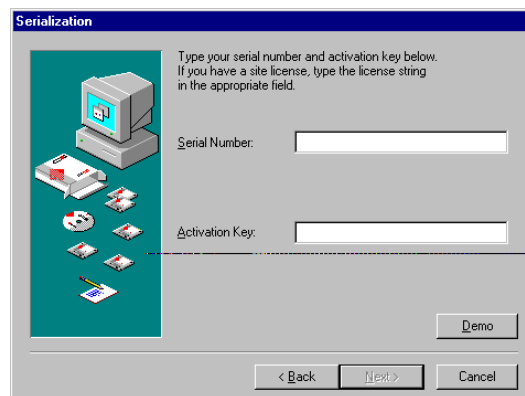 Serialization
Type your serial number and activation key below.
If you have a site license, type the license string
in the appropriate field.
Serial Number:
Activation Key:
Demo
< Back
Next >
Cancel